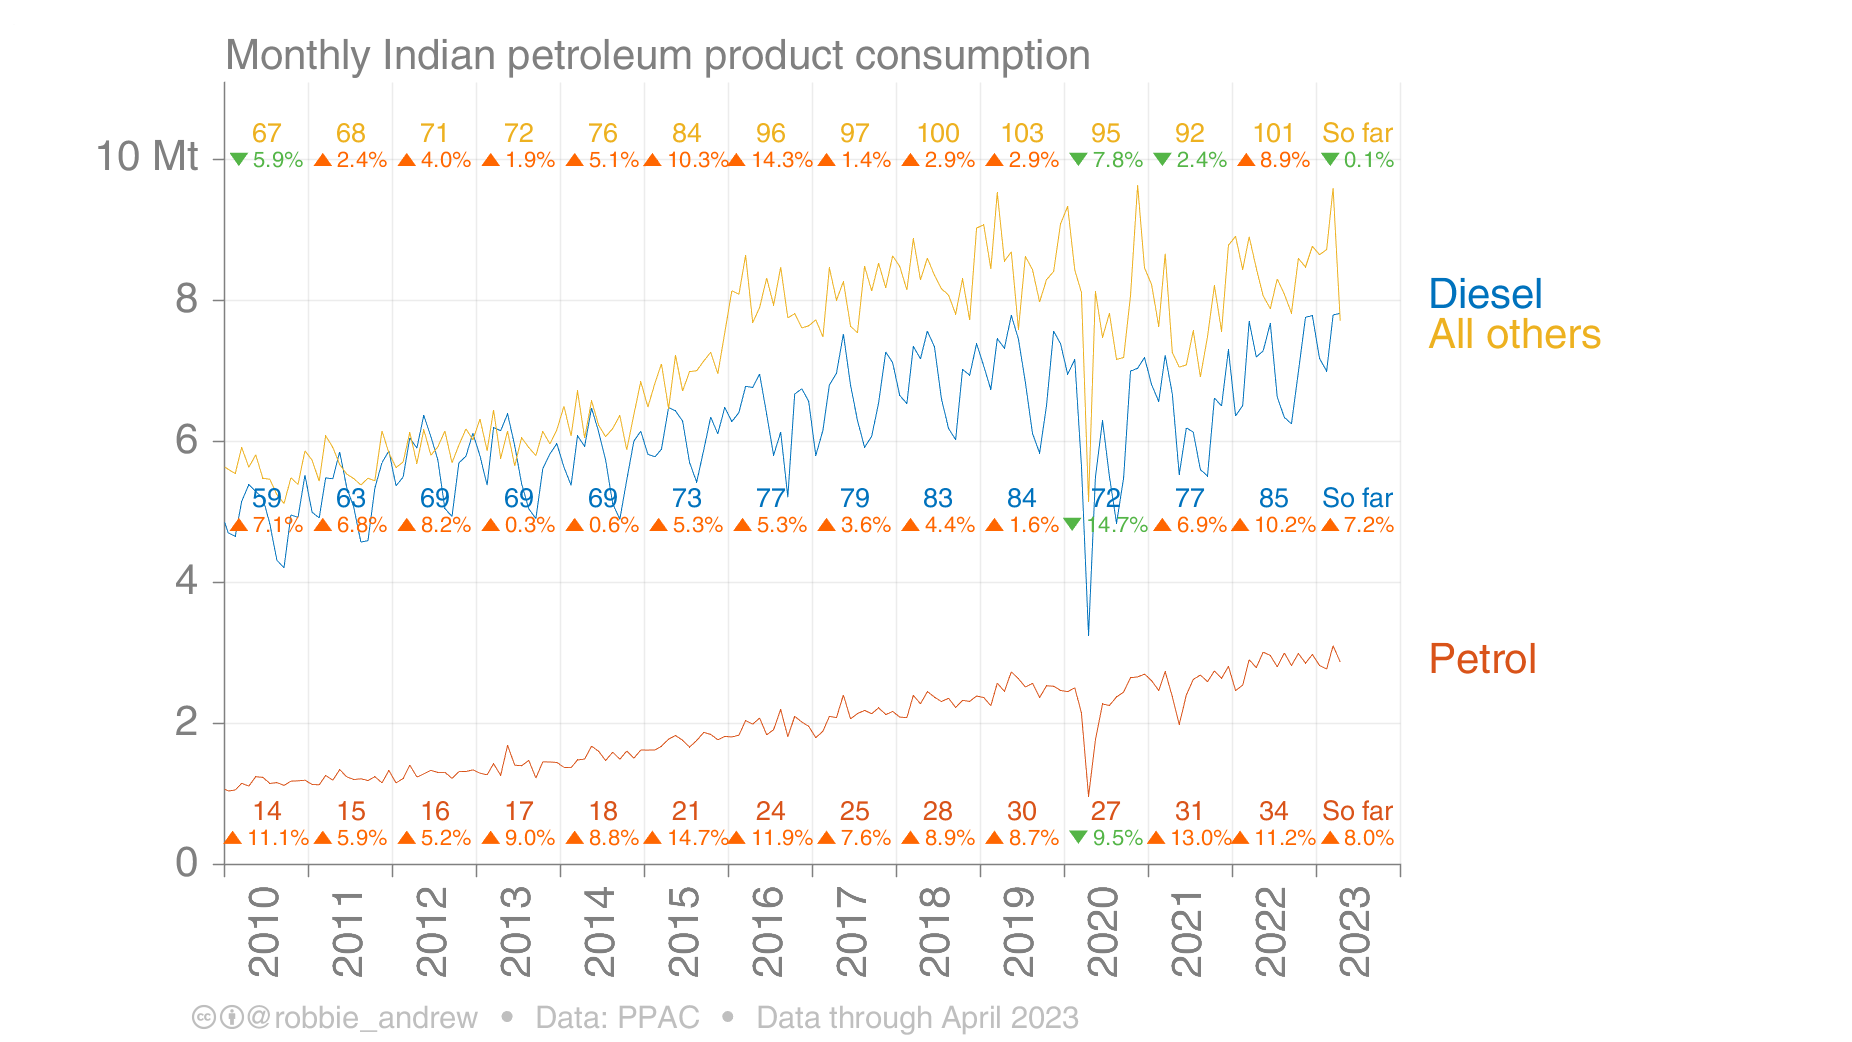 Monthly Indian petroleum product consumption
67 68 71 72 76 84 96 97 100 103 95 92 101 So far
10 Mt ▼ 5.9% ▲ 2.4% ▲ 4.0% ▲ 1.9% ▲ 5.1% ▲ 10.3% ▲ 14.3% ▲ 1.4% ▲ 2.9% ▲ 2.9% ▼ 7.8% ▼ 2.4% ▲ 8.9% ▼ 0.1%
8
Diesel
All others
6
59 63 69 69 69 73 77 79 83 84 72 77 85 So far
▲ 7.1% ▲ 6.8% ▲ 8.2% ▲ 0.3% ▲ 0.6% ▲ 5.3% ▲ 5.3% ▲ 3.6% ▲ 4.4% ▲ 1.6% ▼ 14.7% ▲ 6.9% ▲ 10.2% ▲ 7.2%
4
Petrol
2
14 15 16 17 18 21 24 25 28 30 27 31 34 So far
▲ 11.1% ▲ 5.9% ▲ 5.2% ▲ 9.0% ▲ 8.8% ▲ 14.7% ▲ 11.9% ▲ 7.6% ▲ 8.9% ▲ 8.7% ▼ 9.5% ▲ 13.0% ▲ 11.2% ▲ 8.0%
0
2010 2011 2012 2013 2014 2015 2016 2017 2018 2019 2020 2021 2022 2023
@robbie_andrew • Data: PPAC • Data through April 2023